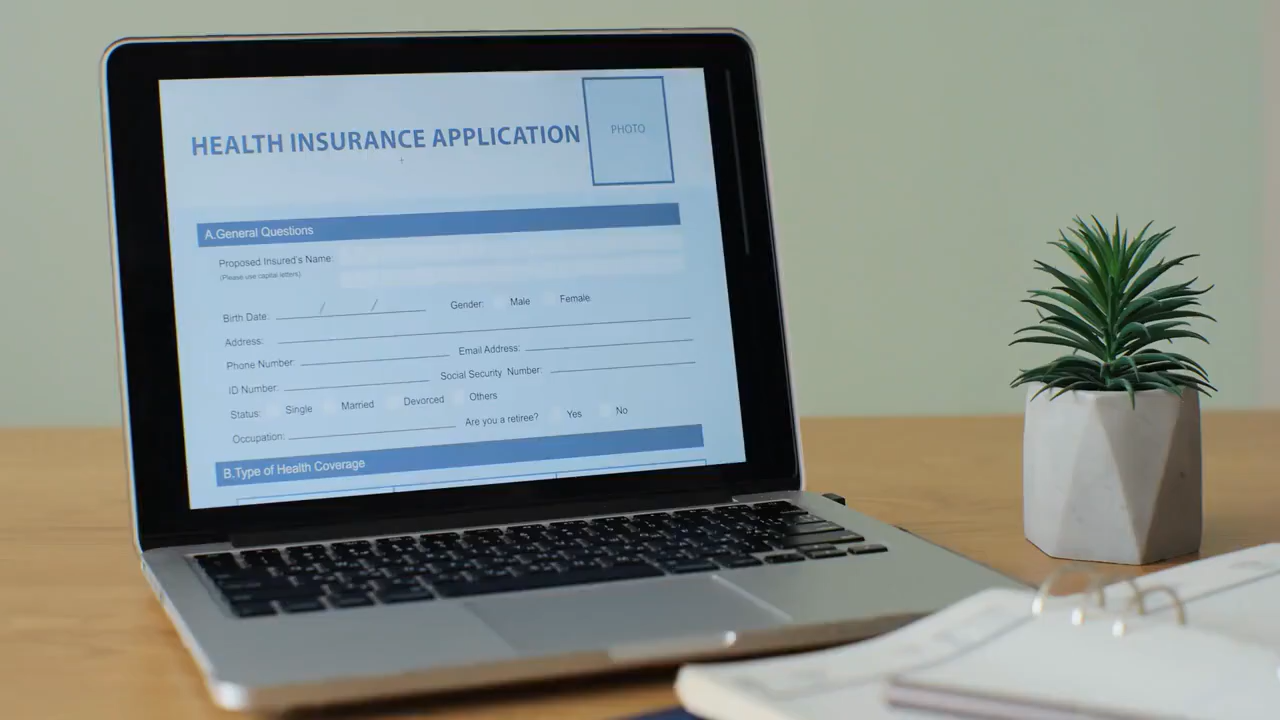 HEALTH INSURANCE APPLICATION
PHOTO
A.General Questions
Proposed Insured's Name:
(Please use capital letters)
Birth Date: / / Gender: Male Female
Address:
Phone Number: Email Address:
ID Number: Social Security Number:
Status: Single Married Devorced Others
Occupation: Are you a retiree? Yes No
B.Type of Health Coverage